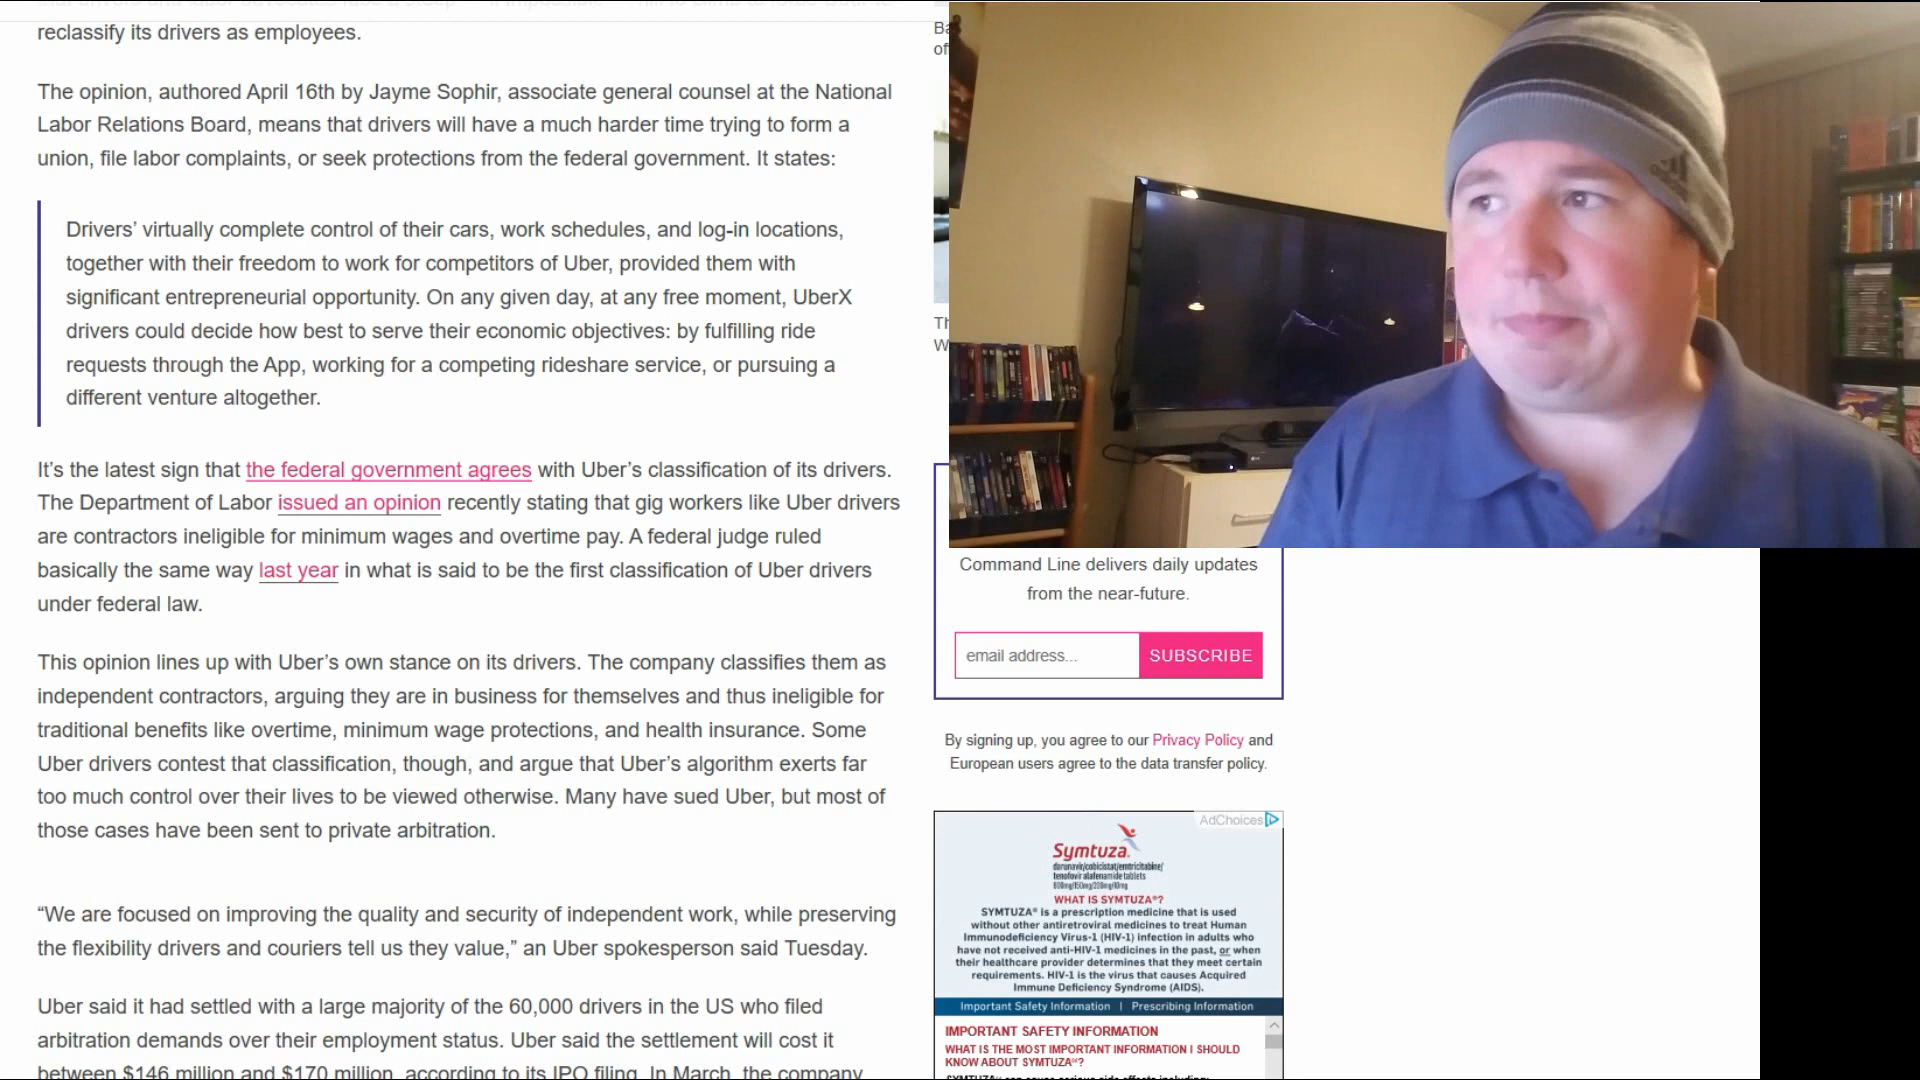 reclassify its drivers as employees.
The opinion, authored April 16th by Jayme Sophir, associate general counsel at the National
Labor Relations Board, means that drivers will have a much harder time trying to form a
union, file labor complaints, or seek protections from the federal government. It states:
Drivers’ virtually complete control of their cars, work schedules, and log-in locations,
together with their freedom to work for competitors of Uber, provided them with
significant entrepreneurial opportunity. On any given day, at any free moment, UberX
drivers could decide how best to serve their economic objectives: by fulfilling ride
requests through the App, working for a competing rideshare service, or pursuing a
different venture altogether.
It’s the latest sign that the federal government agrees with Uber’s classification of its drivers.
The Department of Labor issued an opinion recently stating that gig workers like Uber drivers
are contractors ineligible for minimum wages and overtime pay. A federal judge ruled
basically the same way last year in what is said to be the first classification of Uber drivers
under federal law.
This opinion lines up with Uber’s own stance on its drivers. The company classifies them as
independent contractors, arguing they are in business for themselves and thus ineligible for
traditional benefits like overtime, minimum wage protections, and health insurance. Some
Uber drivers contest that classification, though, and argue that Uber’s algorithm exerts far
too much control over their lives to be viewed otherwise. Many have sued Uber, but most of
those cases have been sent to private arbitration.
“We are focused on improving the quality and security of independent work, while preserving
the flexibility drivers and couriers tell us they value,” an Uber spokesperson said Tuesday.
Uber said it had settled with a large majority of the 60,000 drivers in the US who filed
arbitration demands over their employment status. Uber said the settlement will cost it
between $146 million and $170 million, according to its IPO filing. In March, the company
Command Line delivers daily updates
from the near-future.
email address...
SUBSCRIBE
By signing up, you agree to our Privacy Policy and
European users agree to the data transfer policy.
AdChoices
Symtuza
darunavir/cobicistat/emtricitabine/
tenofovir alafenamide tablets
800mg/150mg/200mg/10mg
WHAT IS SYMTUZA®?
SYMTUZA® is a prescription medicine that is used
without other antiretroviral medicines to treat Human
Immunodeficiency Virus-1 (HIV-1) infection in adults who
have not received anti-HIV-1 medicines in the past, or when
their healthcare provider determines that they meet certain
requirements. HIV-1 is the virus that causes Acquired
Immune Deficiency Syndrome (AIDS).
Important Safety Information | Prescribing Information
IMPORTANT SAFETY INFORMATION
WHAT IS THE MOST IMPORTANT INFORMATION I SHOULD
KNOW ABOUT SYMTUZA®?